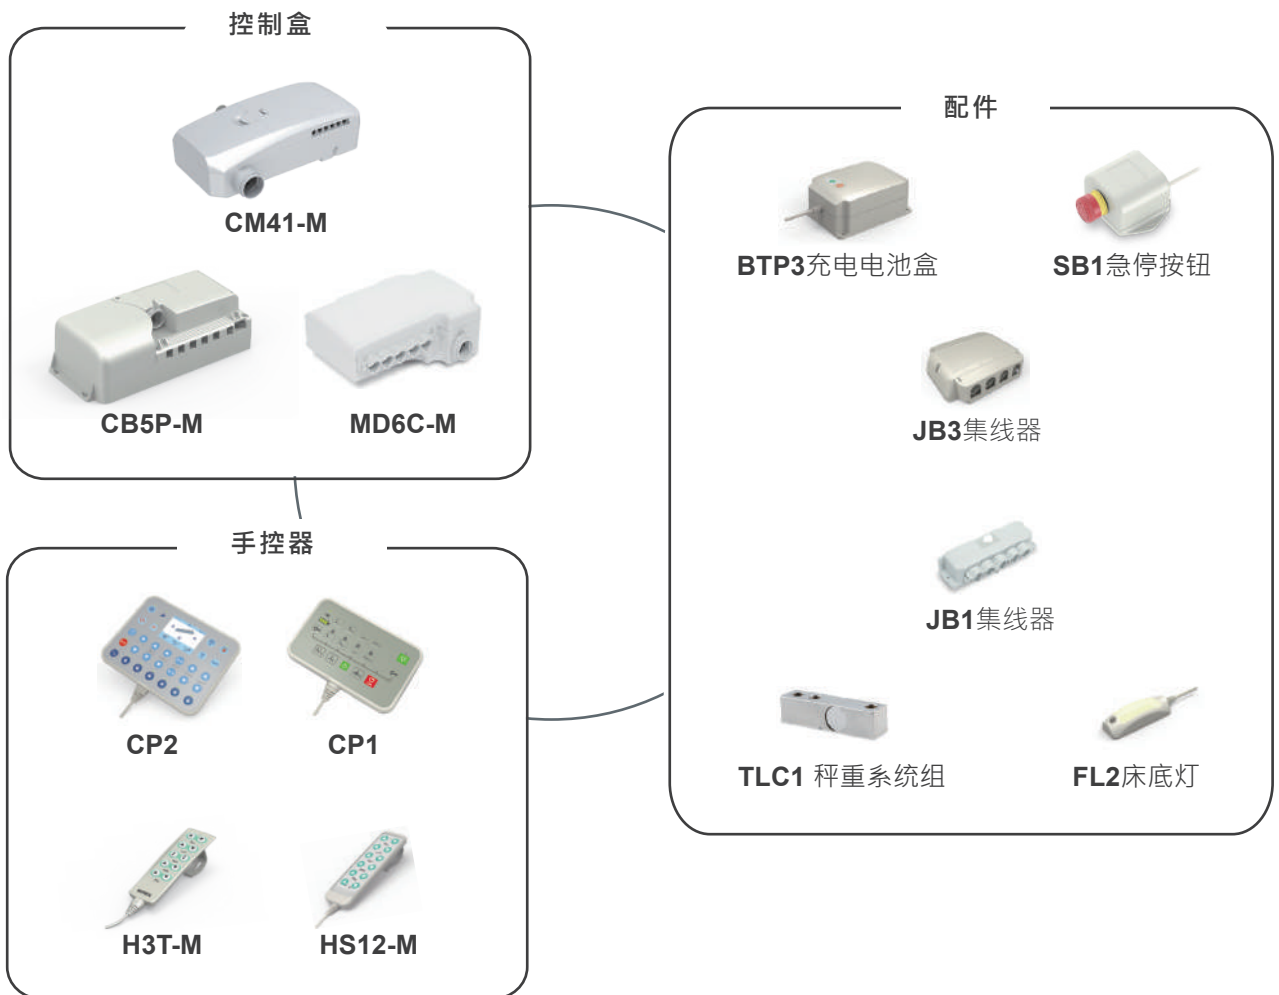 控制盒
CM41-M
CB5P-M
MD6C-M
手控器
CP2
CP1
H3T-M
HS12-M
配件
BTP3充电电池盒
SB1急停按钮
JB3集线器
JB1集线器
TLC1 秤重系统组
FL2床底灯